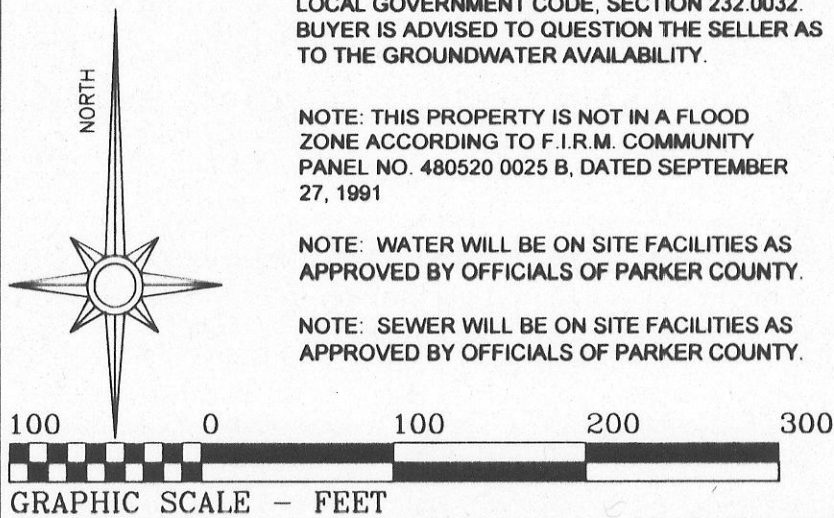 LOCAL GOVERNMENT CODE, SECTION 232.0032.
BUYER IS ADVISED TO QUESTION THE SELLER AS
TO THE GROUNDWATER AVAILABILITY.
NORTH
NOTE: THIS PROPERTY IS NOT IN A FLOOD
ZONE ACCORDING TO F.I.R.M. COMMUNITY
PANEL NO. 480520 0025 B, DATED SEPTEMBER
27, 1991
NOTE: WATER WILL BE ON SITE FACILITIES AS
APPROVED BY OFFICIALS OF PARKER COUNTY.
NOTE: SEWER WILL BE ON SITE FACILITIES AS
APPROVED BY OFFICIALS OF PARKER COUNTY.
100 0 100 200 300
GRAPHIC SCALE - FEET